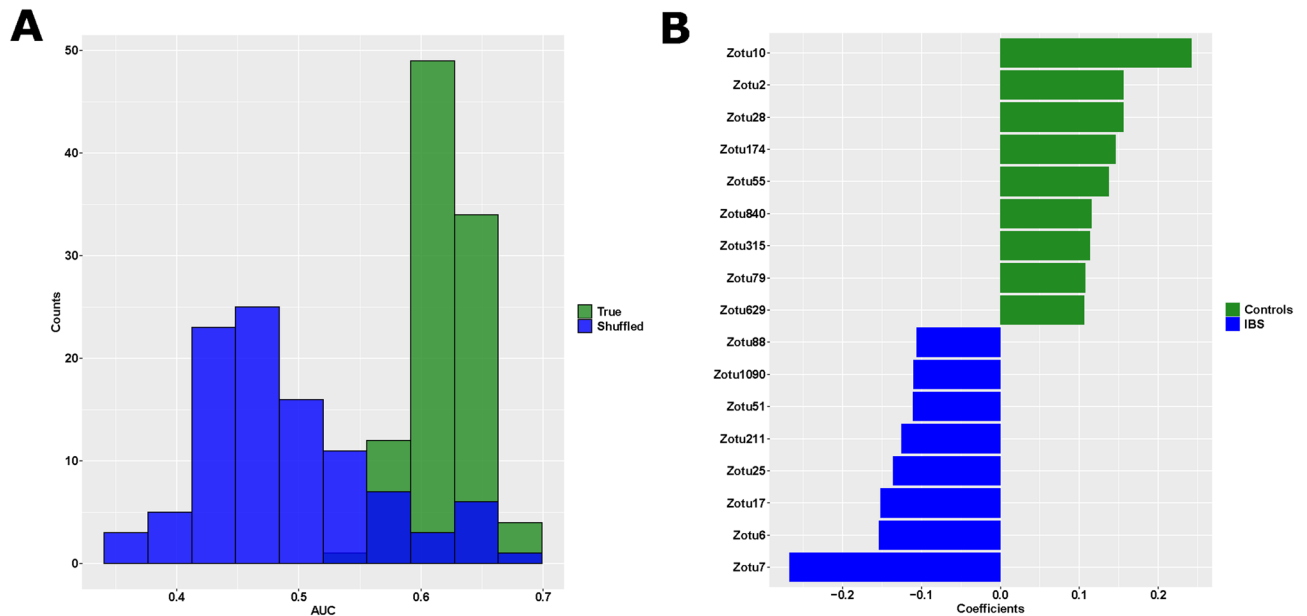 A
50
40
30
20
10
0
Counts
0.4 0.5 0.6 0.7
AUC
True
Shuffled
B
Zotu10
Zotu2
Zotu28
Zotu174
Zotu55
Zotu840
Zotu315
Zotu79
Zotu629
Zotu88
Zotu1090
Zotu51
Zotu211
Zotu25
Zotu17
Zotu6
Zotu7
−0.2 −0.1 0.0 0.1 0.2
Coefficients
Controls
IBS